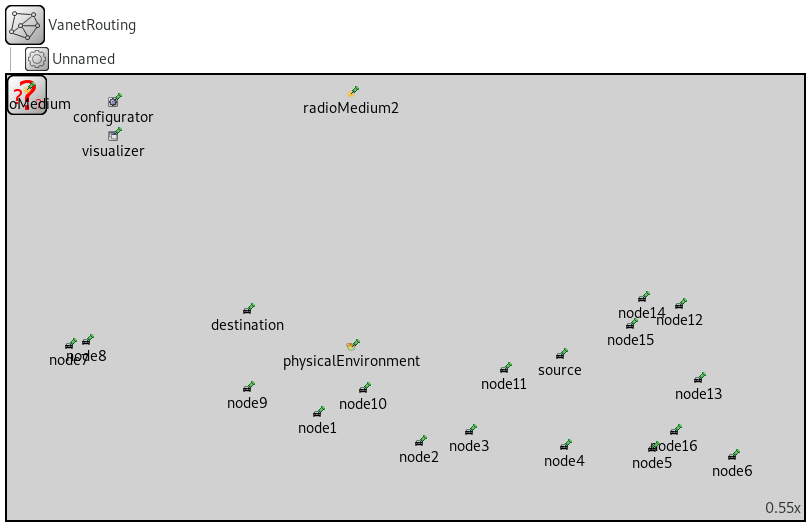 VanetRouting
Unnamed
oMedium
configurator
radioMedium2
visualizer
node14
node12
destination
node15
node7
node8
physicalEnvironment
source
node11
node13
node9
node10
node1
node3
node16
node2
node4
node5
node6
0.55x